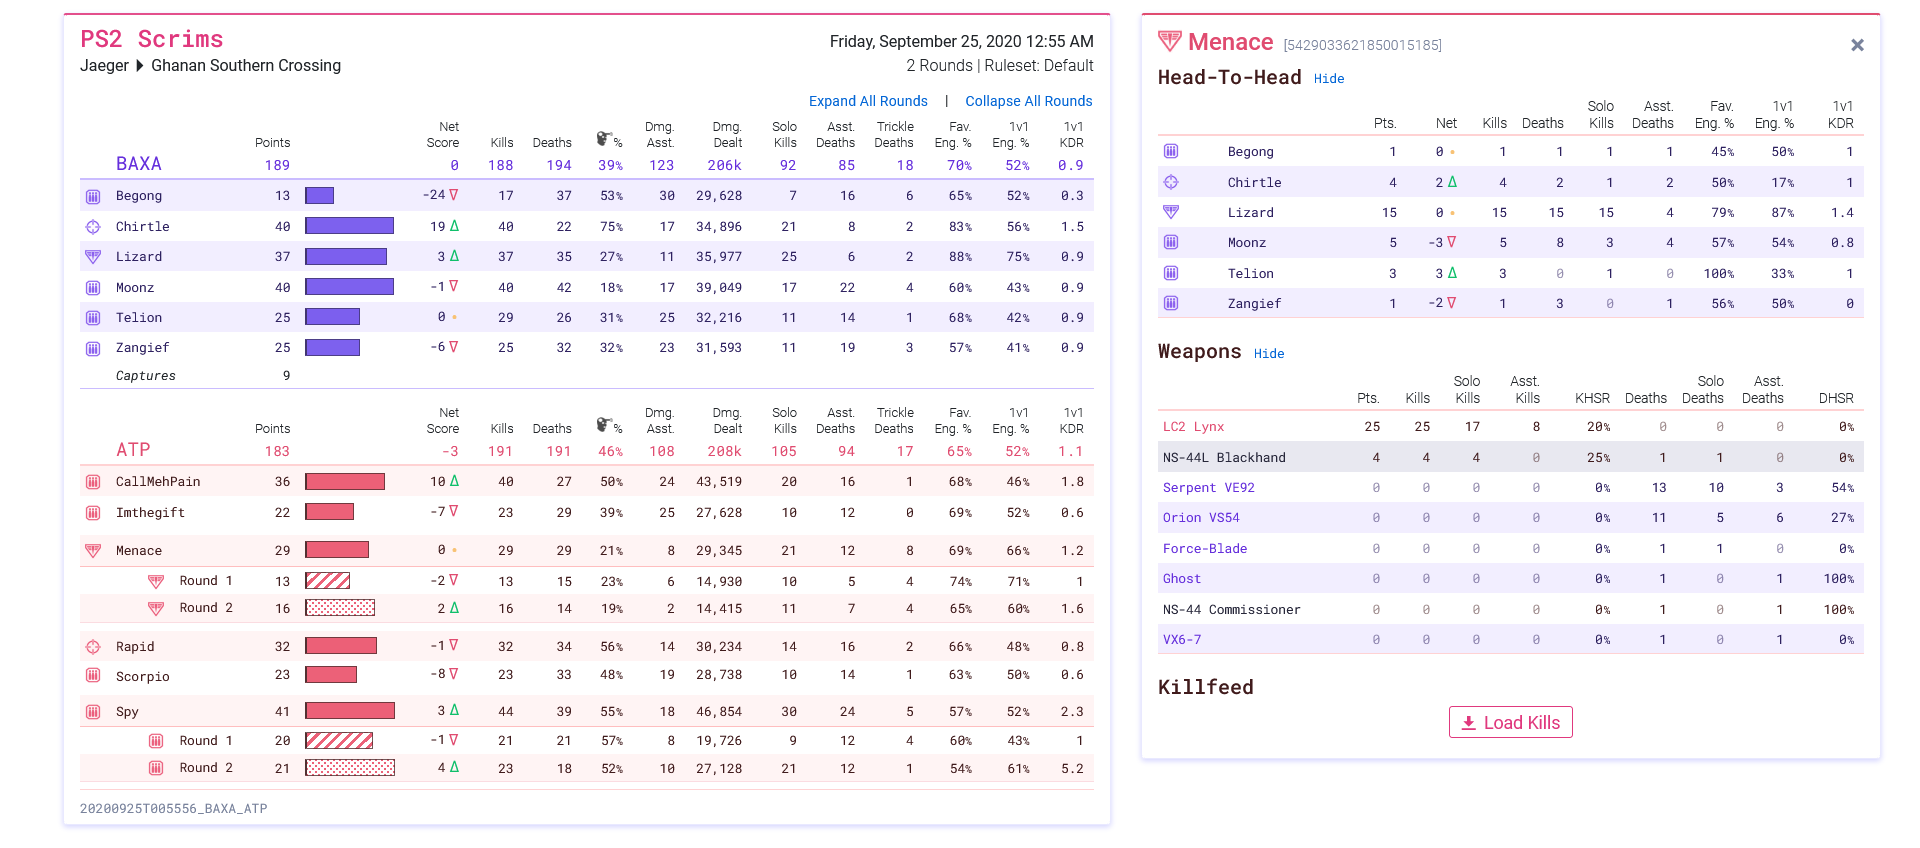 PS2 Scrims
Friday, September 25, 2020 12:55 AM
Jaeger Ghanan Southern Crossing
2 Rounds | Ruleset: Default
Expand All Rounds | Collapse All Rounds
Points Net Score Kills Deaths % Dmg. Asst. Dmg. Dealt Solo Kills Asst. Deaths Trickle Deaths Fav. Eng. % 1v1 Eng. % 1v1 KDR
BAXA 189 0 188 194 39% 123 206k 92 85 18 70% 52% 0.9
Begong 13 -24 17 37 53% 30 29,628 7 16 6 65% 52% 0.3
Chirtle 40 19 40 22 75% 17 34,896 21 8 2 83% 56% 1.5
Lizard 37 3 37 35 27% 11 35,977 25 6 2 88% 75% 0.9
Moonz 40 -1 40 42 18% 17 39,049 17 22 4 60% 43% 0.9
Telion 25 0 29 26 31% 25 32,216 11 14 1 68% 42% 0.9
Zangief 25 -6 25 32 32% 23 31,593 11 19 3 57% 41% 0.9
Captures 9
Points Net Score Kills Deaths % Dmg. Asst. Dmg. Dealt Solo Kills Asst. Deaths Trickle Deaths Fav. Eng. % 1v1 Eng. % 1v1 KDR
ATP 183 -3 191 191 46% 108 208k 105 94 17 65% 52% 1.1
CallMehPain 36 10 40 27 50% 24 43,519 20 16 1 68% 46% 1.8
Imthegift 22 -7 23 29 39% 25 27,628 10 12 0 69% 52% 0.6
Menace 29 0 29 29 21% 8 29,345 21 12 8 69% 66% 1.2
Round 1 13 -2 13 15 23% 6 14,930 10 5 4 74% 71% 1
Round 2 16 2 16 14 19% 2 14,415 11 7 4 65% 60% 1.6
Rapid 32 -1 32 34 56% 14 30,234 14 16 2 66% 48% 0.8
Scorpio 23 -8 23 33 48% 19 28,738 10 14 1 63% 50% 0.6
Spy 41 3 44 39 55% 18 46,854 30 24 5 57% 52% 2.3
Round 1 20 -1 21 21 57% 8 19,726 9 12 4 60% 43% 1
Round 2 21 4 23 18 52% 10 27,128 21 12 1 54% 61% 5.2
20200925T005556_BAXA_ATP
Menace [5429033621850015185]
Head-To-Head Hide
Pts. Net Kills Deaths Solo Kills Asst. Deaths Fav. Eng. % 1v1 Eng. % 1v1 KDR
Begong 1 0 1 1 1 1 45% 50% 1
Chirtle 4 2 4 2 1 2 50% 17% 1
Lizard 15 0 15 15 15 4 79% 87% 1.4
Moonz 5 -3 5 8 3 4 57% 54% 0.8
Telion 3 3 3 0 1 0 100% 33% 1
Zangief 1 -2 1 3 0 1 56% 50% 0
Weapons Hide
Pts. Kills Solo Kills Asst. Kills KHSR Deaths Solo Deaths Asst. Deaths DHSR
LC2 Lynx 25 25 17 8 20% 0 0 0 0%
NS-44L Blackhand 4 4 4 0 25% 1 1 0 0%
Serpent VE92 0 0 0 0 0% 13 10 3 54%
Orion VS54 0 0 0 0 0% 11 5 6 27%
Force-Blade 0 0 0 0 0% 1 1 0 0%
Ghost 0 0 0 0 0% 1 0 1 100%
NS-44 Commissioner 0 0 0 0 0% 1 0 1 100%
VX6-7 0 0 0 0 0% 1 0 1 0%
Killfeed
Load Kills